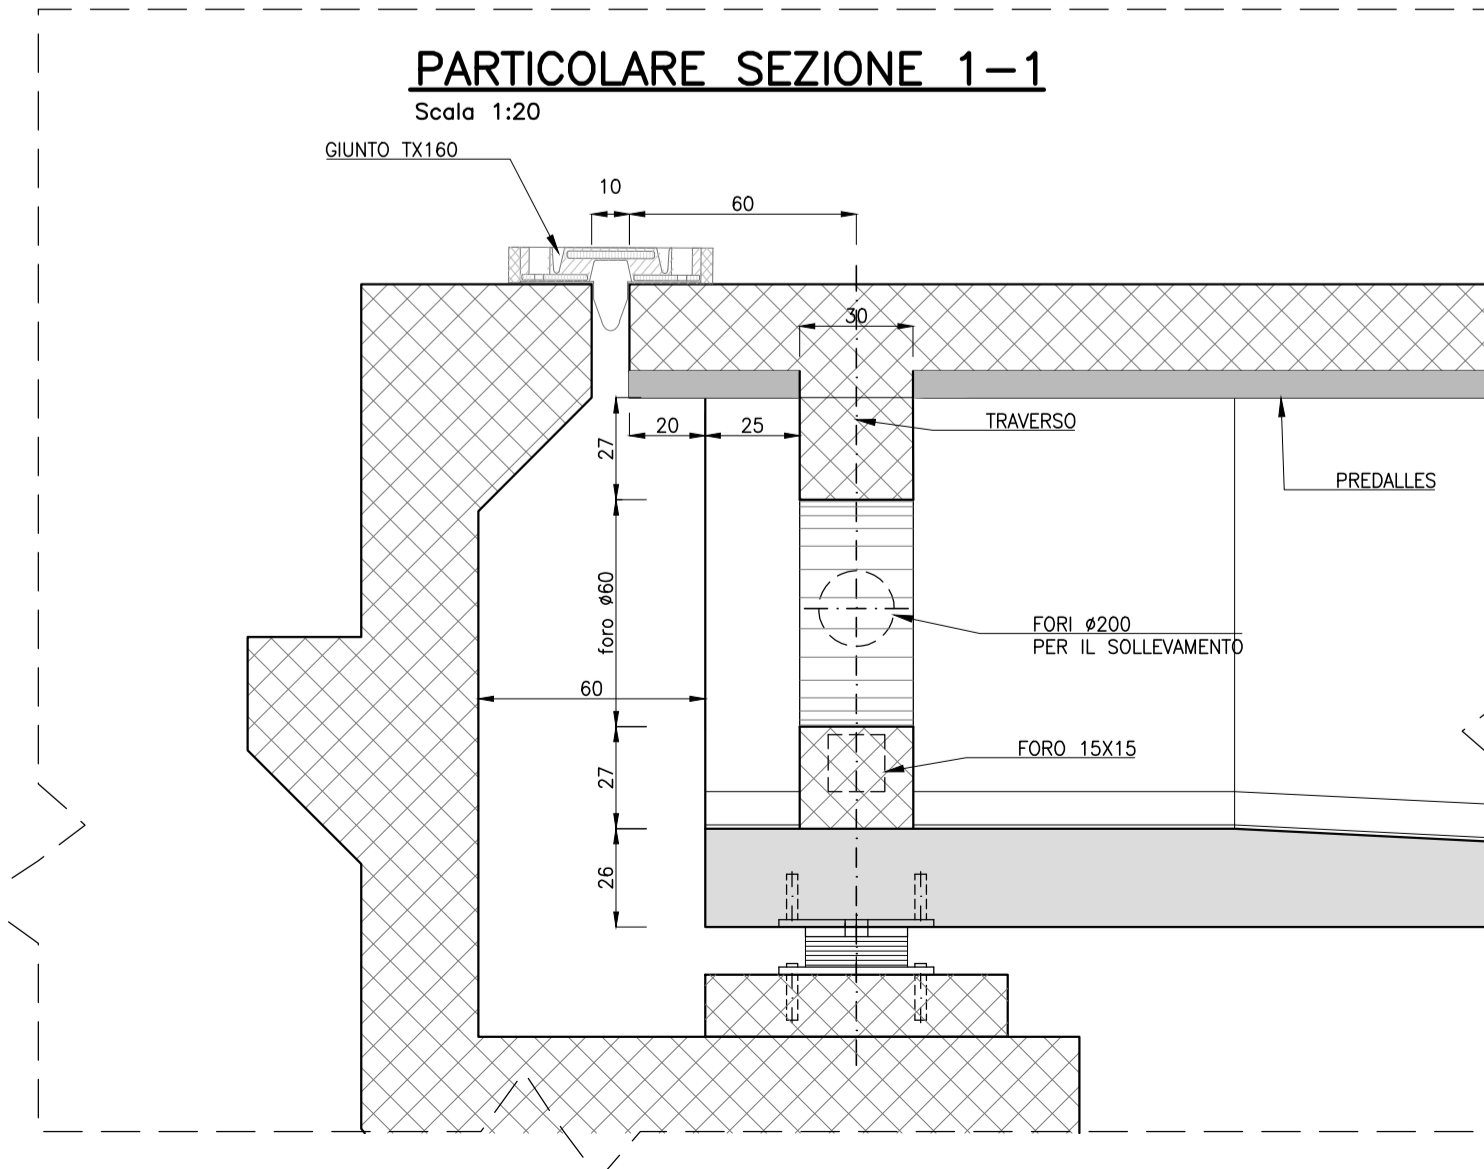 PARTICOLARE SEZIONE 1-1
Scala 1:20
GIUNTO TX160
10
60
30
27
20
25
TRAVERSO
PREDALLES
foro ø60
FORI ø200
PER IL SOLLEVAMENTO
60
27
FORO 15X15
26